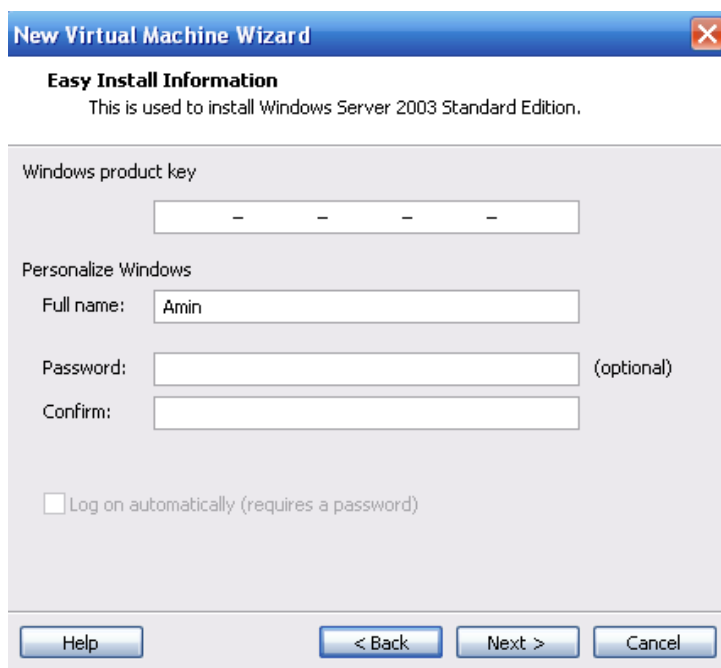 New Virtual Machine Wizard
Easy Install Information
This is used to install Windows Server 2003 Standard Edition.
Windows product key
– – – –
Personalize Windows
Full name: Amin
Password: (optional)
Confirm:
Log on automatically (requires a password)
Help < Back Next > Cancel